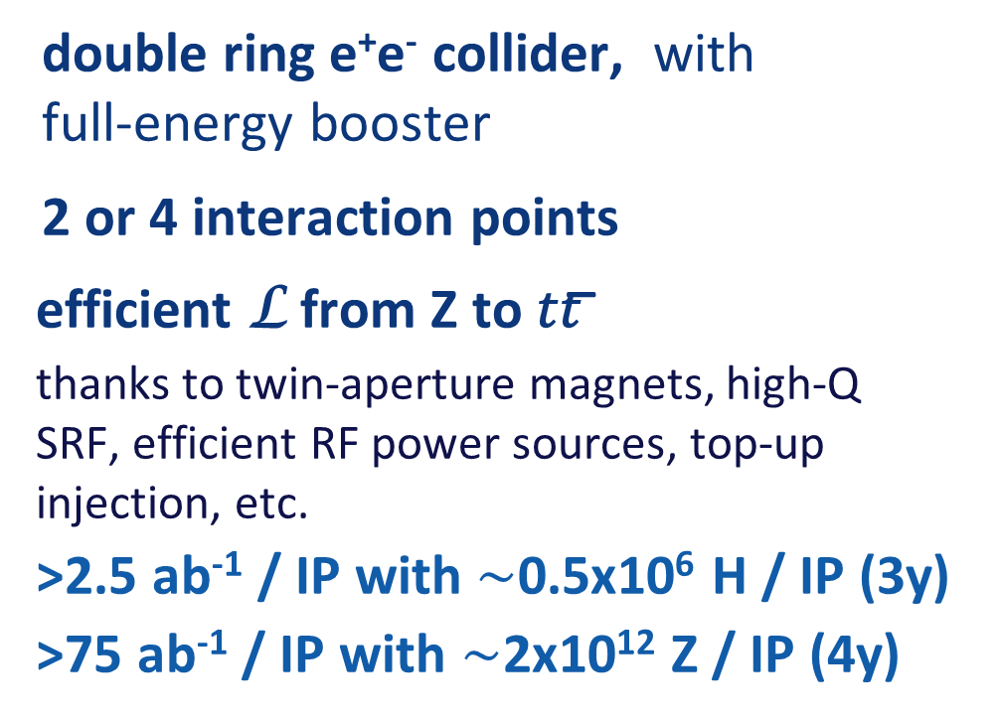 double ring e⁺e⁻ collider, with
full-energy booster
2 or 4 interaction points
efficient ℒ from Z to tt̅
thanks to twin-aperture magnets, high-Q
SRF, efficient RF power sources, top-up
injection, etc.
>2.5 ab⁻¹ / IP with ~0.5x10⁶ H / IP (3y)
>75 ab⁻¹ / IP with ~2x10¹² Z / IP (4y)